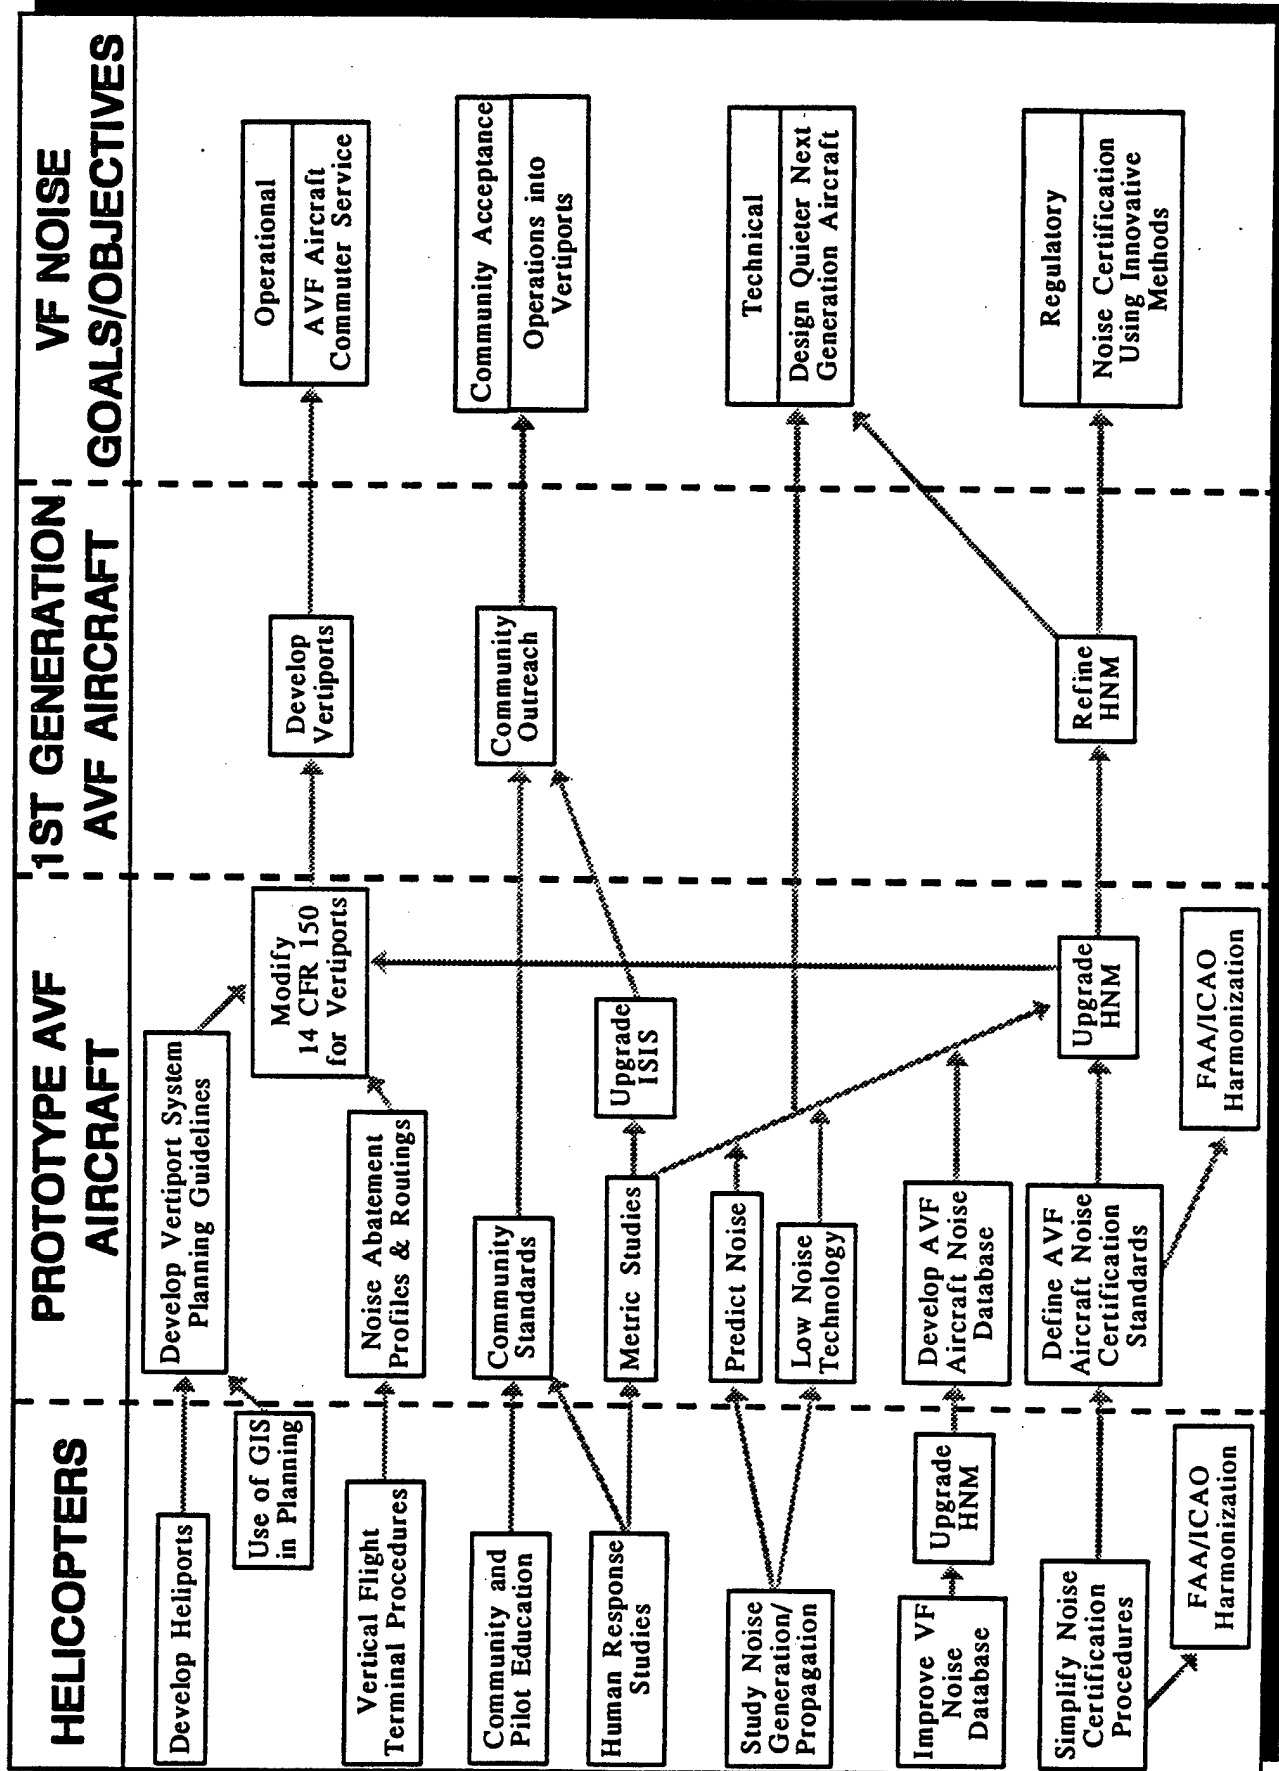 HELICOPTERS
PROTOTYPE AVF
AIRCRAFT
1ST GENERATION
AVF AIRCRAFT
VF NOISE
GOALS/OBJECTIVES
Develop Heliports
Use of GIS
in Planning
Vertical Flight
Terminal Procedures
Community and
Pilot Education
Human Response
Studies
Study Noise
Generation/
Propagation
Improve VF
Noise
Database
Upgrade
HNM
Simplify Noise
Certification
Procedures
FAA/ICAO
Harmonization
Develop Vertiport System
Planning Guidelines
Modify
14 CFR 150
for Vertiports
Noise Abatement
Profiles & Routings
Community
Standards
Metric Studies
Upgrade
ISIS
Predict Noise
Low Noise
Technology
Develop AVF
Aircraft Noise
Database
Define AVF
Aircraft Noise
Certification
Standards
Upgrade
HNM
FAA/ICAO
Harmonization
Develop
Vertiports
Community
Outreach
Refine
HNM
Operational
AVF Aircraft
Commuter Service
Community Acceptance
Operations into
Vertiports
Technical
Design Quieter Next
Generation Aircraft
Regulatory
Noise Certification
Using Innovative
Methods